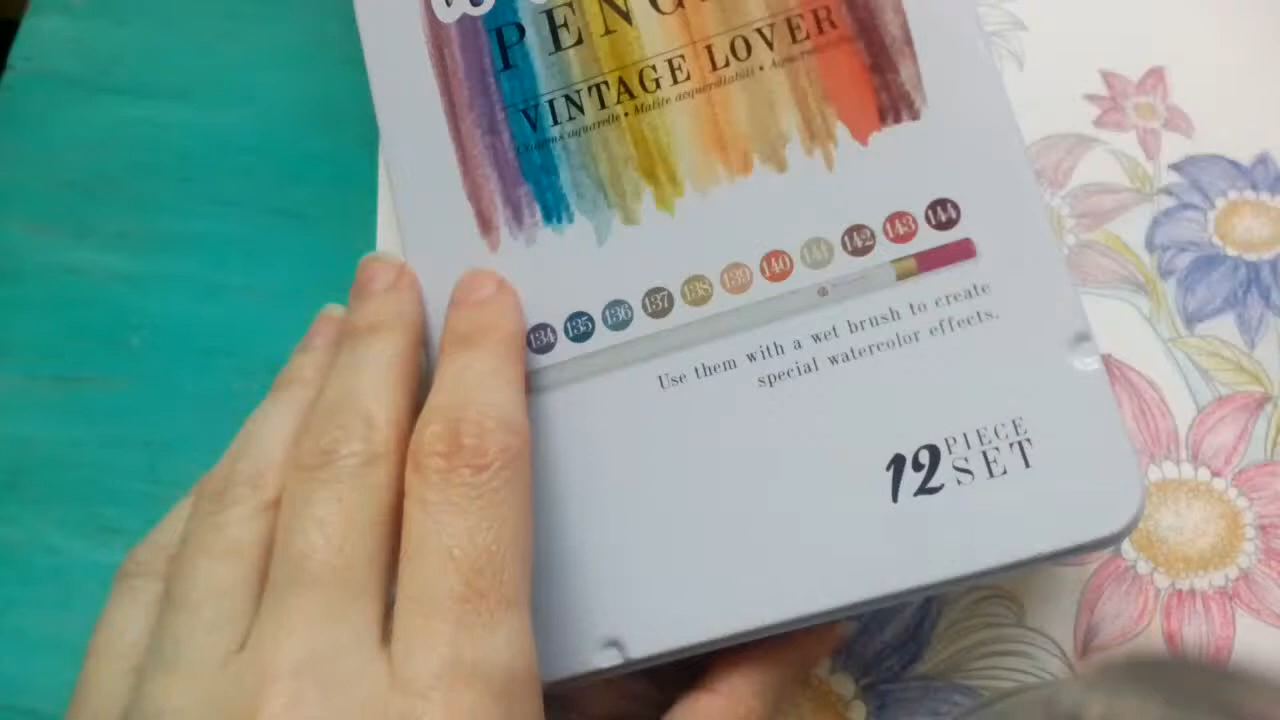 VINTAGE LOVER
Crayons aquarelle • Matite acquerellabili •
134 135 136 137 138 139 140 141 142 143 144
Use them with a wet brush to create
special watercolor effects.
12 PIECE
SET